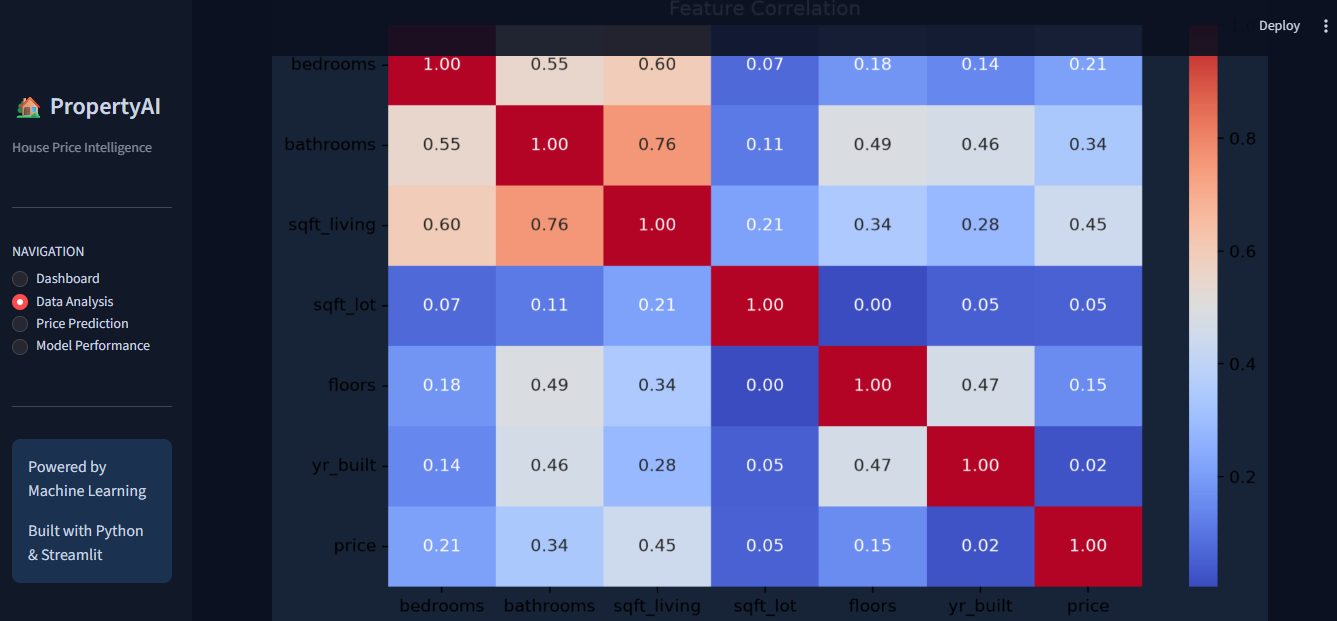 Feature Correlation
Deploy
PropertyAI
House Price Intelligence
NAVIGATION
Dashboard
Data Analysis
Price Prediction
Model Performance
Powered by
Machine Learning
Built with Python
& Streamlit
bedrooms 1.00 0.55 0.60 0.07 0.18 0.14 0.21
bathrooms 0.55 1.00 0.76 0.11 0.49 0.46 0.34
sqft_living 0.60 0.76 1.00 0.21 0.34 0.28 0.45
sqft_lot 0.07 0.11 0.21 1.00 0.00 0.05 0.05
floors 0.18 0.49 0.34 0.00 1.00 0.47 0.15
yr_built 0.14 0.46 0.28 0.05 0.47 1.00 0.02
price 0.21 0.34 0.45 0.05 0.15 0.02 1.00
bedrooms bathrooms sqft_living sqft_lot floors yr_built price
0.8
0.6
0.4
0.2